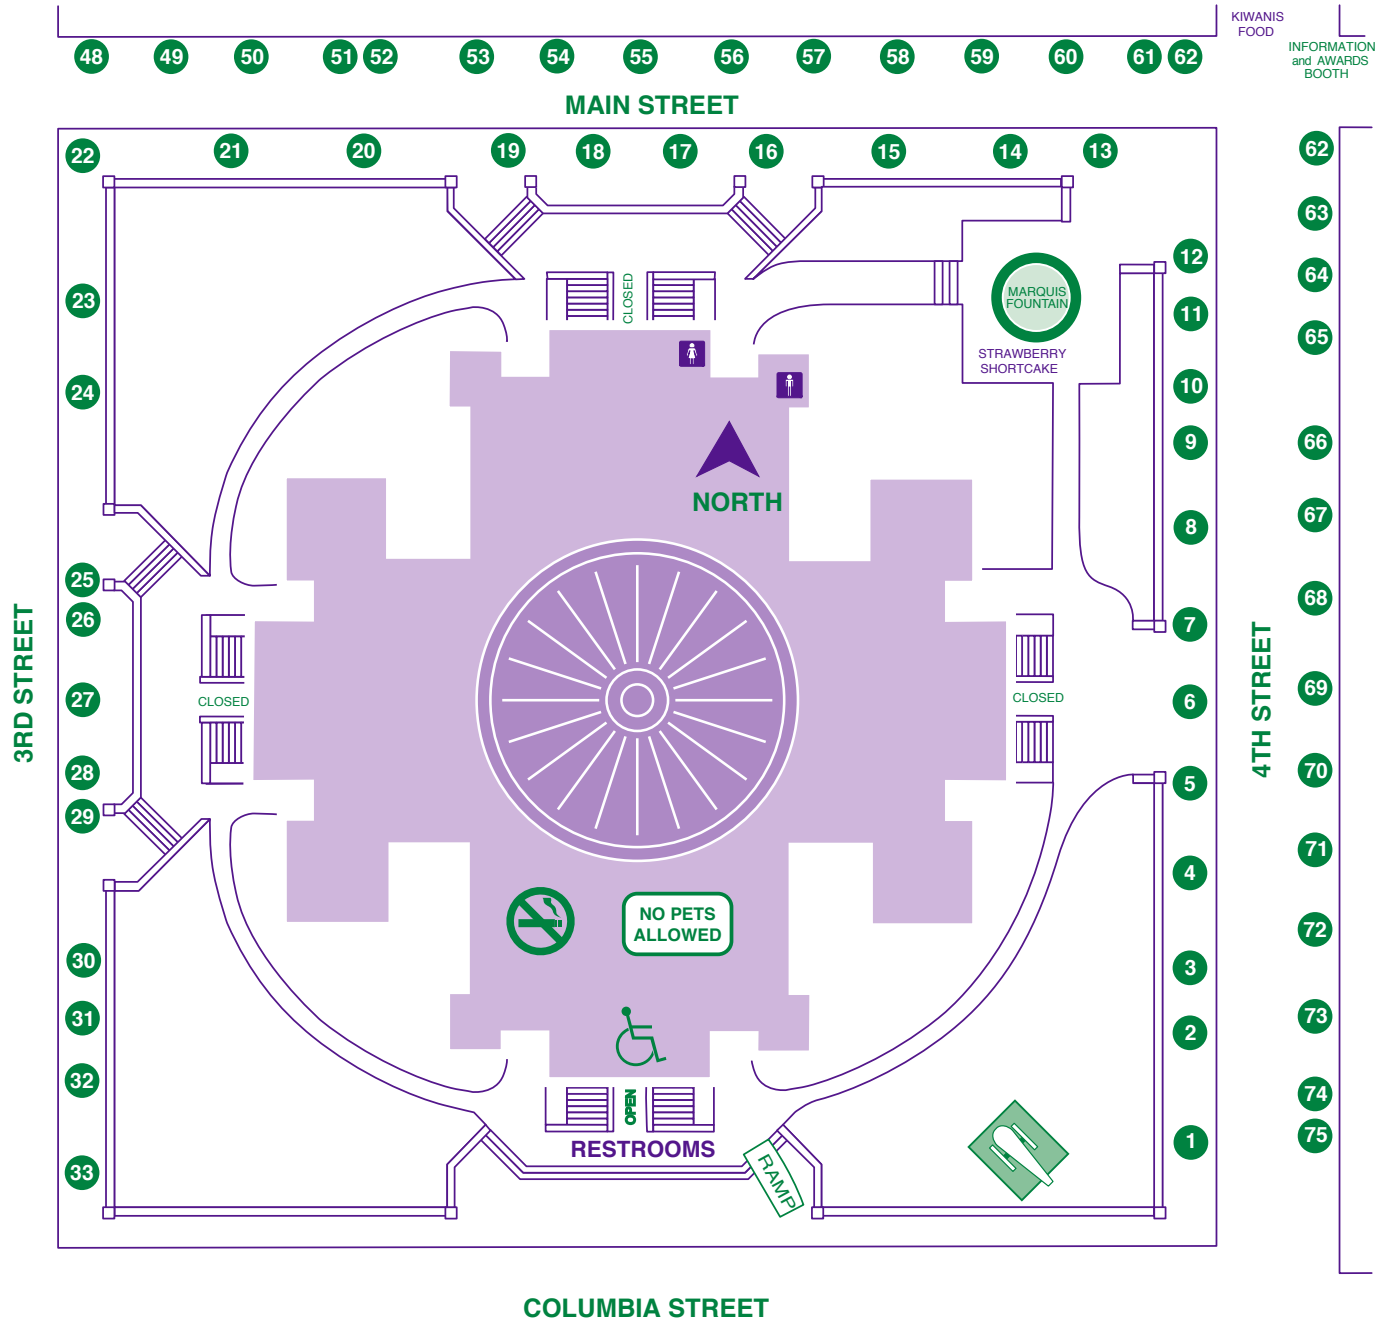 KIWANIS
FOOD
INFORMATION
and AWARDS
BOOTH
48 49 50 51 52 53 54 55 56 57 58 59 60 61 62
MAIN STREET
22 21 20 19 18 17 16 15 14 13
62
63
12
64
23
CLOSED
MARQUIS
FOUNTAIN
11
65
STRAWBERRY
SHORTCAKE
24
10
9
66
NORTH
67
8
25
68
26
7
3RD STREET
4TH STREET
69
27
CLOSED
CLOSED
6
28
70
5
29
71
4
NO PETS
ALLOWED
72
30
3
31
73
2
32
74
OPEN
75
1
RESTROOMS
33
RAMP
COLUMBIA STREET